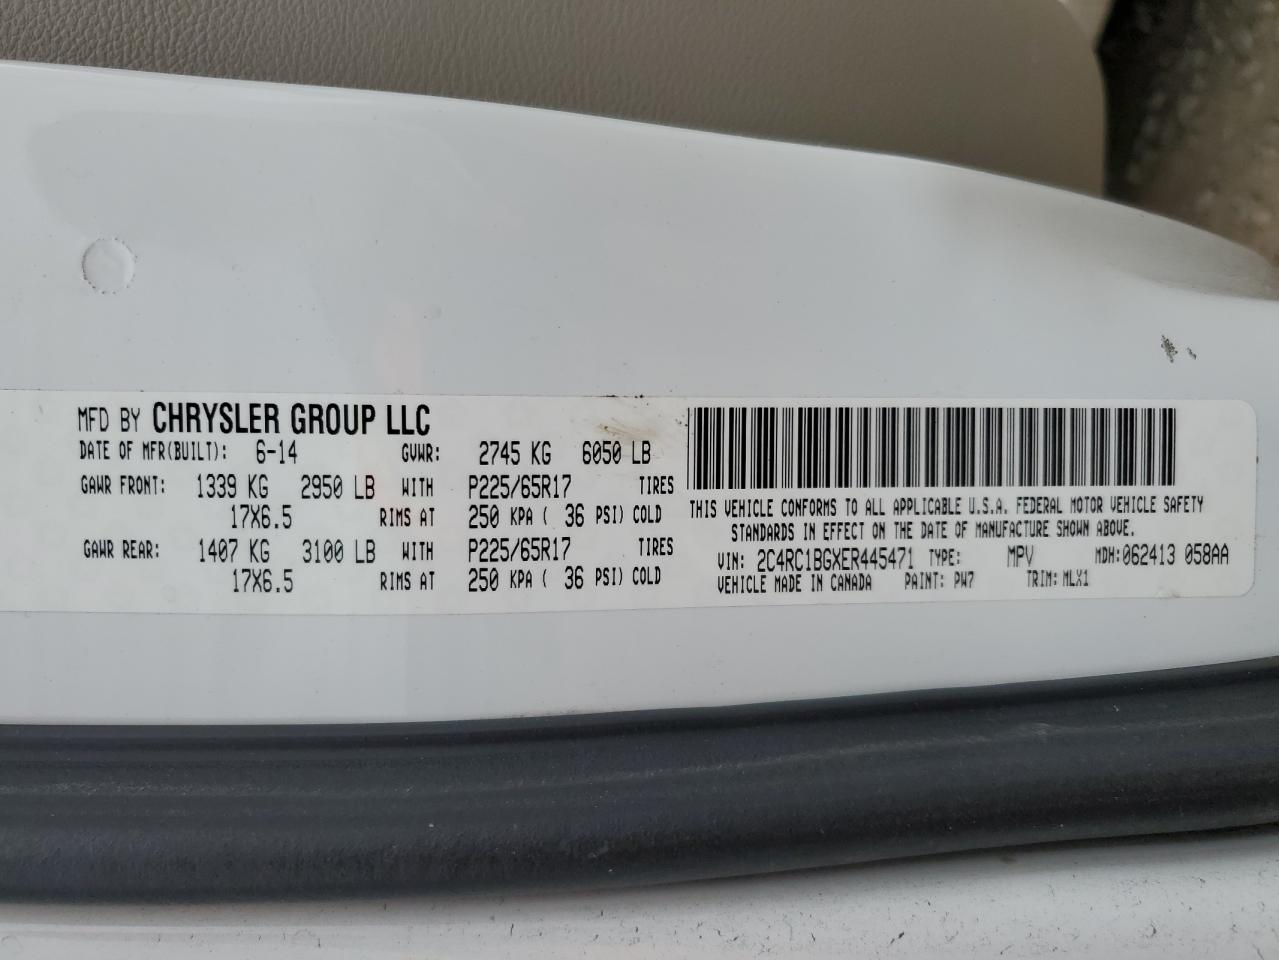 MFD BY CHRYSLER GROUP LLC
DATE OF MFR(BUILT): 6-14 GVWR: 2745 KG 6050 LB
GAWR FRONT: 1339 KG 2950 LB WITH P225/65R17 TIRES
17X6.5 RIMS AT 250 KPA ( 36 PSI) COLD
GAWR REAR: 1407 KG 3100 LB WITH P225/65R17 TIRES
17X6.5 RIMS AT 250 KPA ( 36 PSI) COLD
THIS VEHICLE CONFORMS TO ALL APPLICABLE U.S.A. FEDERAL MOTOR VEHICLE SAFETY
STANDARDS IN EFFECT ON THE DATE OF MANUFACTURE SHOWN ABOVE.
VIN: 2C4RC1BGXER445471 TYPE: MPV MDH:062413 058AA
VEHICLE MADE IN CANADA PAINT: PW7 TRIM: MLX1